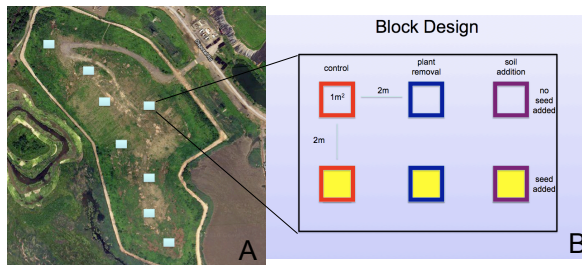 Block Design
control
plant
removal
soil
addition
1m²
2m
no
seed
added
2m
seed
added
A
B